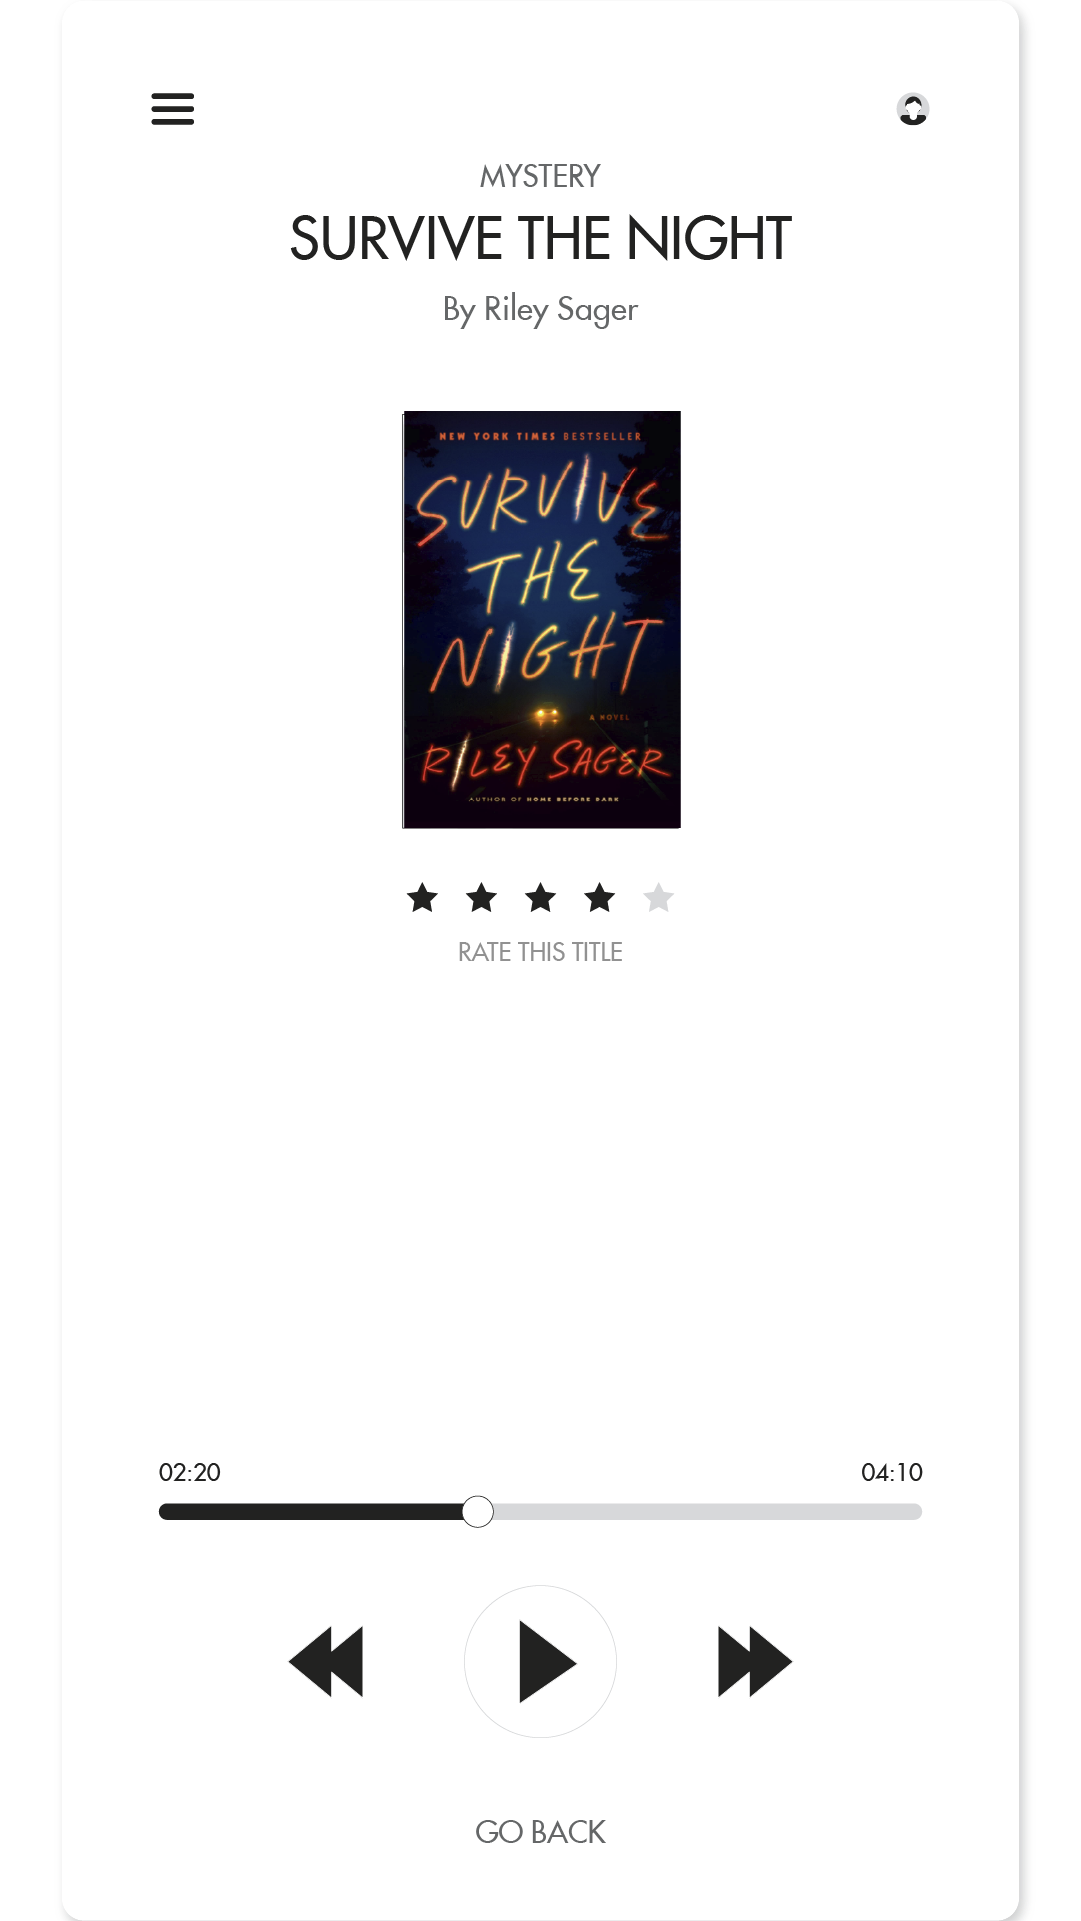 MYSTERY
SURVIVE THE NIGHT
By Riley Sager
NEW YORK TIMES BESTSELLER
SURVIVE
THE
NIGHT
A NOVEL
RILEY SAGER
AUTHOR OF HOME BEFORE DARK
RATE THIS TITLE
02:20 04:10
GO BACK